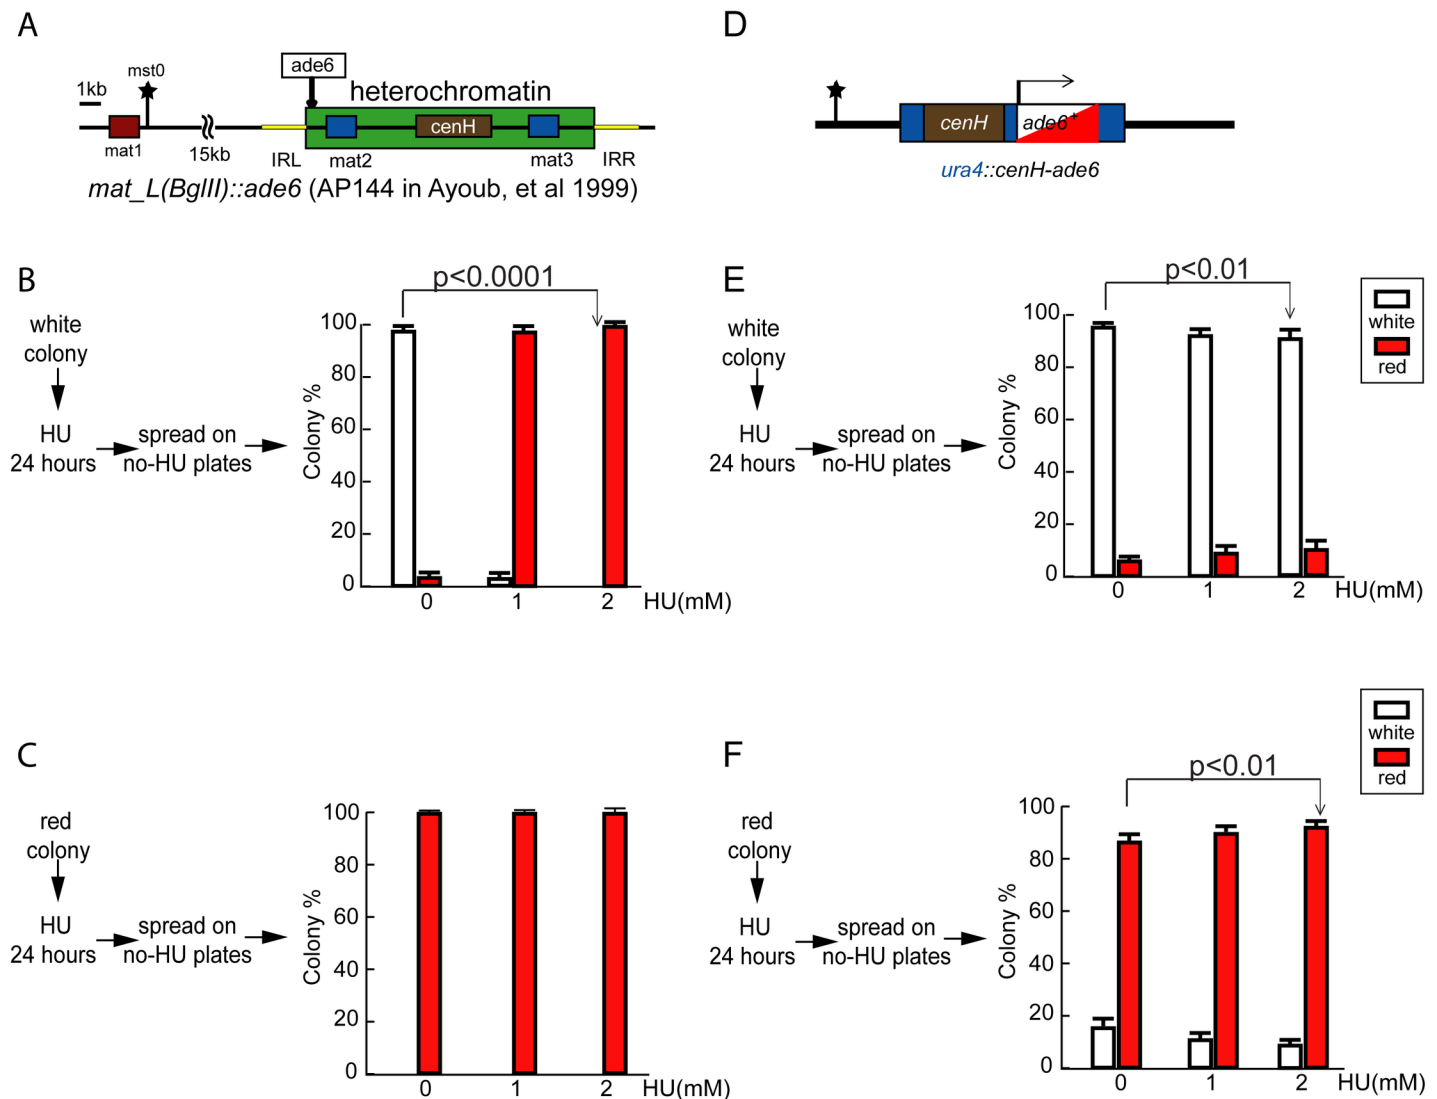 A
ade6
mst0
1kb
heterochromatin
cenH
mat1
15kb
IRL
mat2
mat3
IRR
mat_L(BglII)::ade6 (AP144 in Ayoub, et al 1999)
D
cenH
ade6+
ura4::cenH-ade6
B
p<0.0001
white
colony
HU
24 hours
spread on
no-HU plates
Colony %
100
80
60
40
20
0
0
1
2
HU(mM)
E
p<0.01
white
colony
HU
24 hours
spread on
no-HU plates
Colony %
100
80
60
40
20
0
0
1
2
HU(mM)
white
red
C
red
colony
HU
24 hours
spread on
no-HU plates
Colony %
100
80
60
40
20
0
0
1
2
HU(mM)
F
p<0.01
red
colony
HU
24 hours
spread on
no-HU plates
Colony %
100
80
60
40
20
0
0
1
2
HU(mM)
white
red